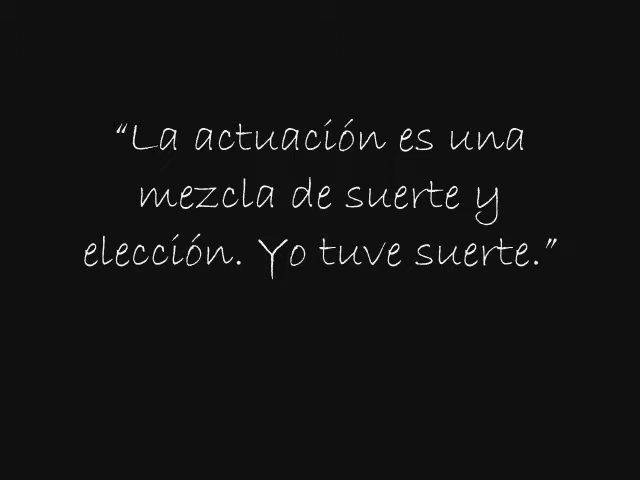 “La actuación es una
mezcla de suerte y
elección. Yo tuve suerte.”